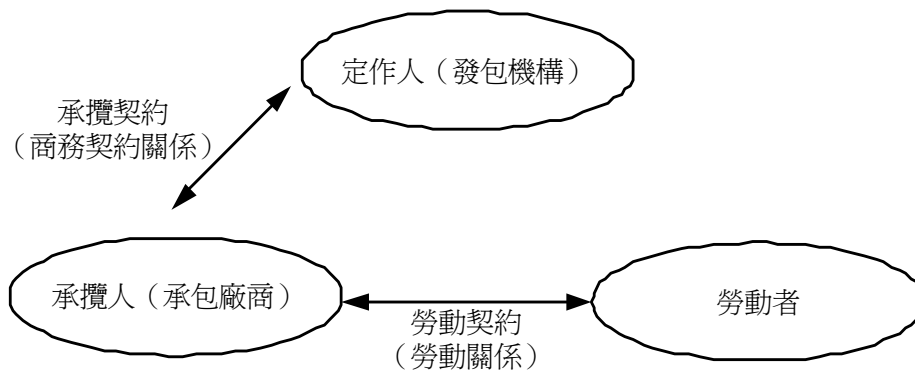 定作人（發包機構）
承攬契約
（商務契約關係）
承攬人（承包廠商）
勞動者
勞動契約
（勞動關係）